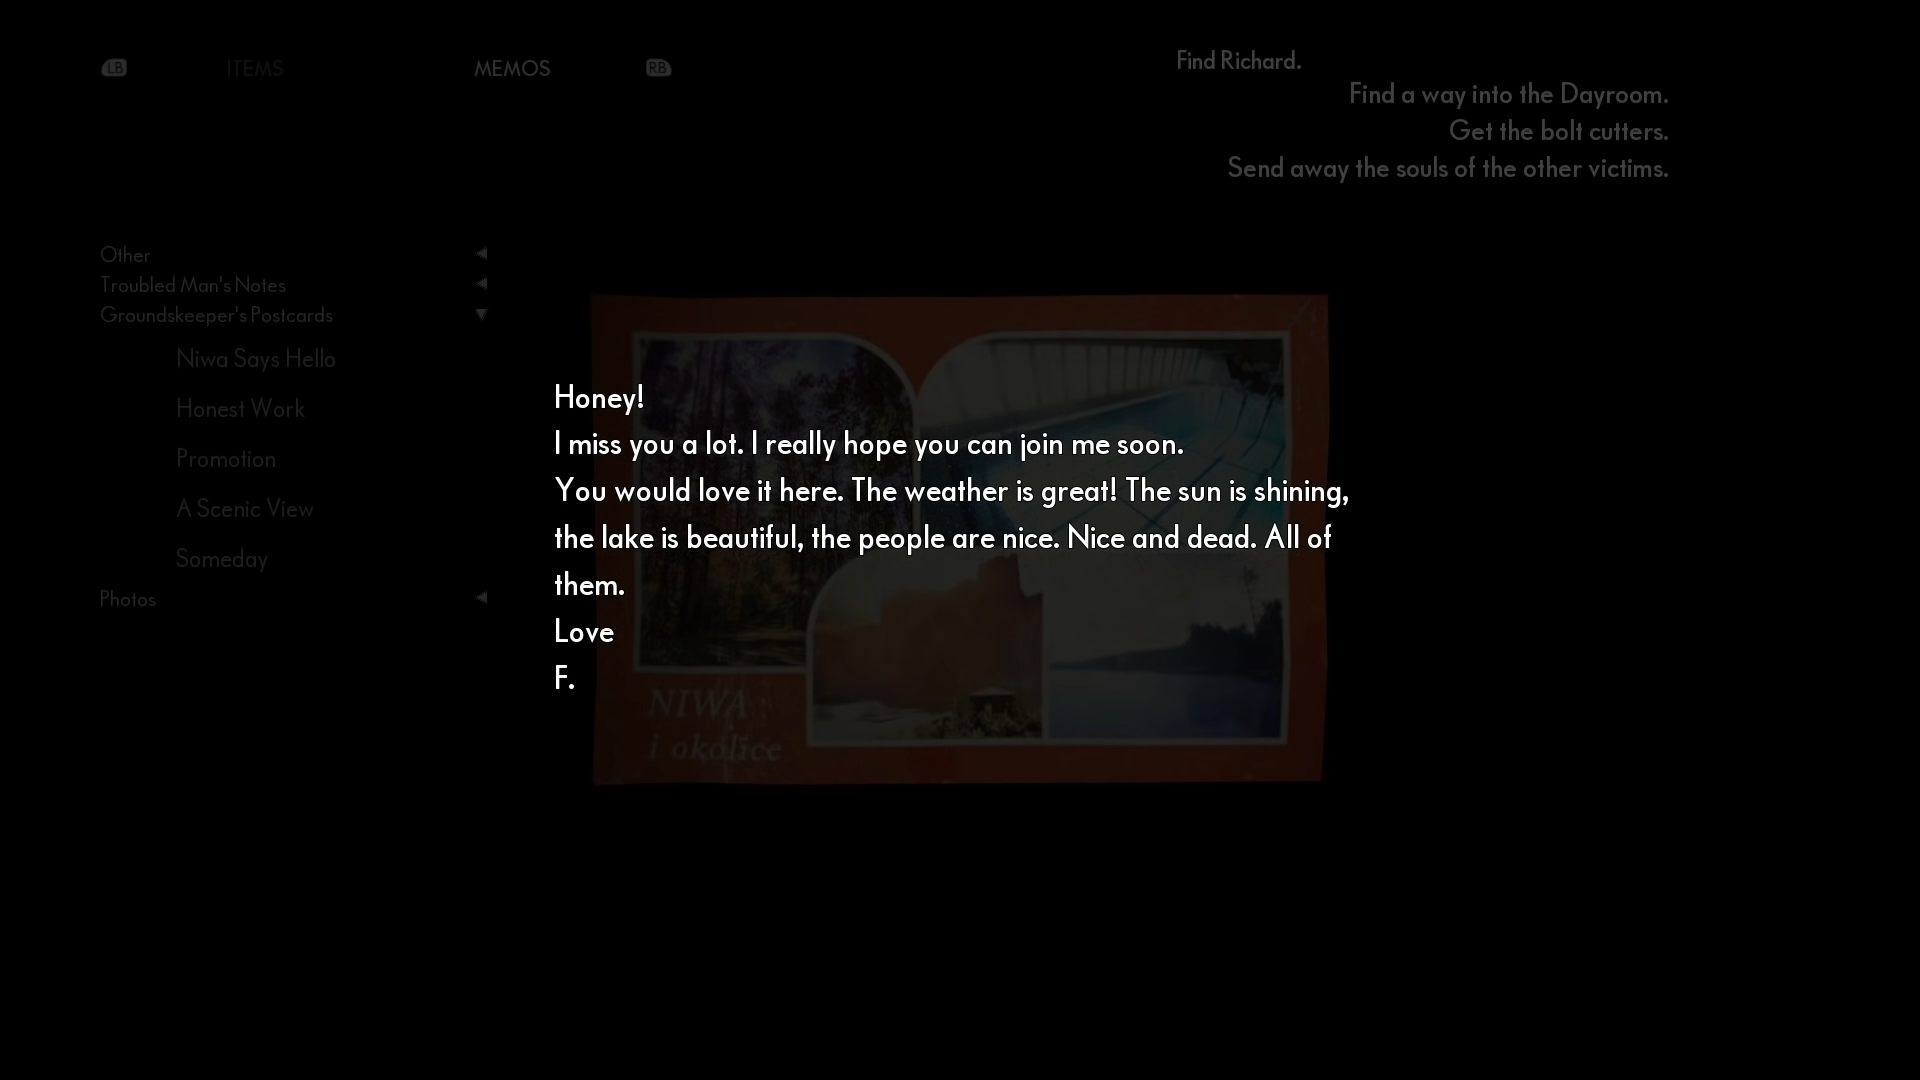 LB
ITEMS
MEMOS
RB
Find Richard.
Find a way into the Dayroom.
Get the bolt cutters.
Send away the souls of the other victims.
Other
Troubled Man's Notes
Groundskeeper's Postcards
Niwa Says Hello
Honest Work
Promotion
A Scenic View
Someday
Photos
Honey!
I miss you a lot. I really hope you can join me soon.
You would love it here. The weather is great! The sun is shining,
the lake is beautiful, the people are nice. Nice and dead. All of
them.
Love
F.
NIWA
i okolice